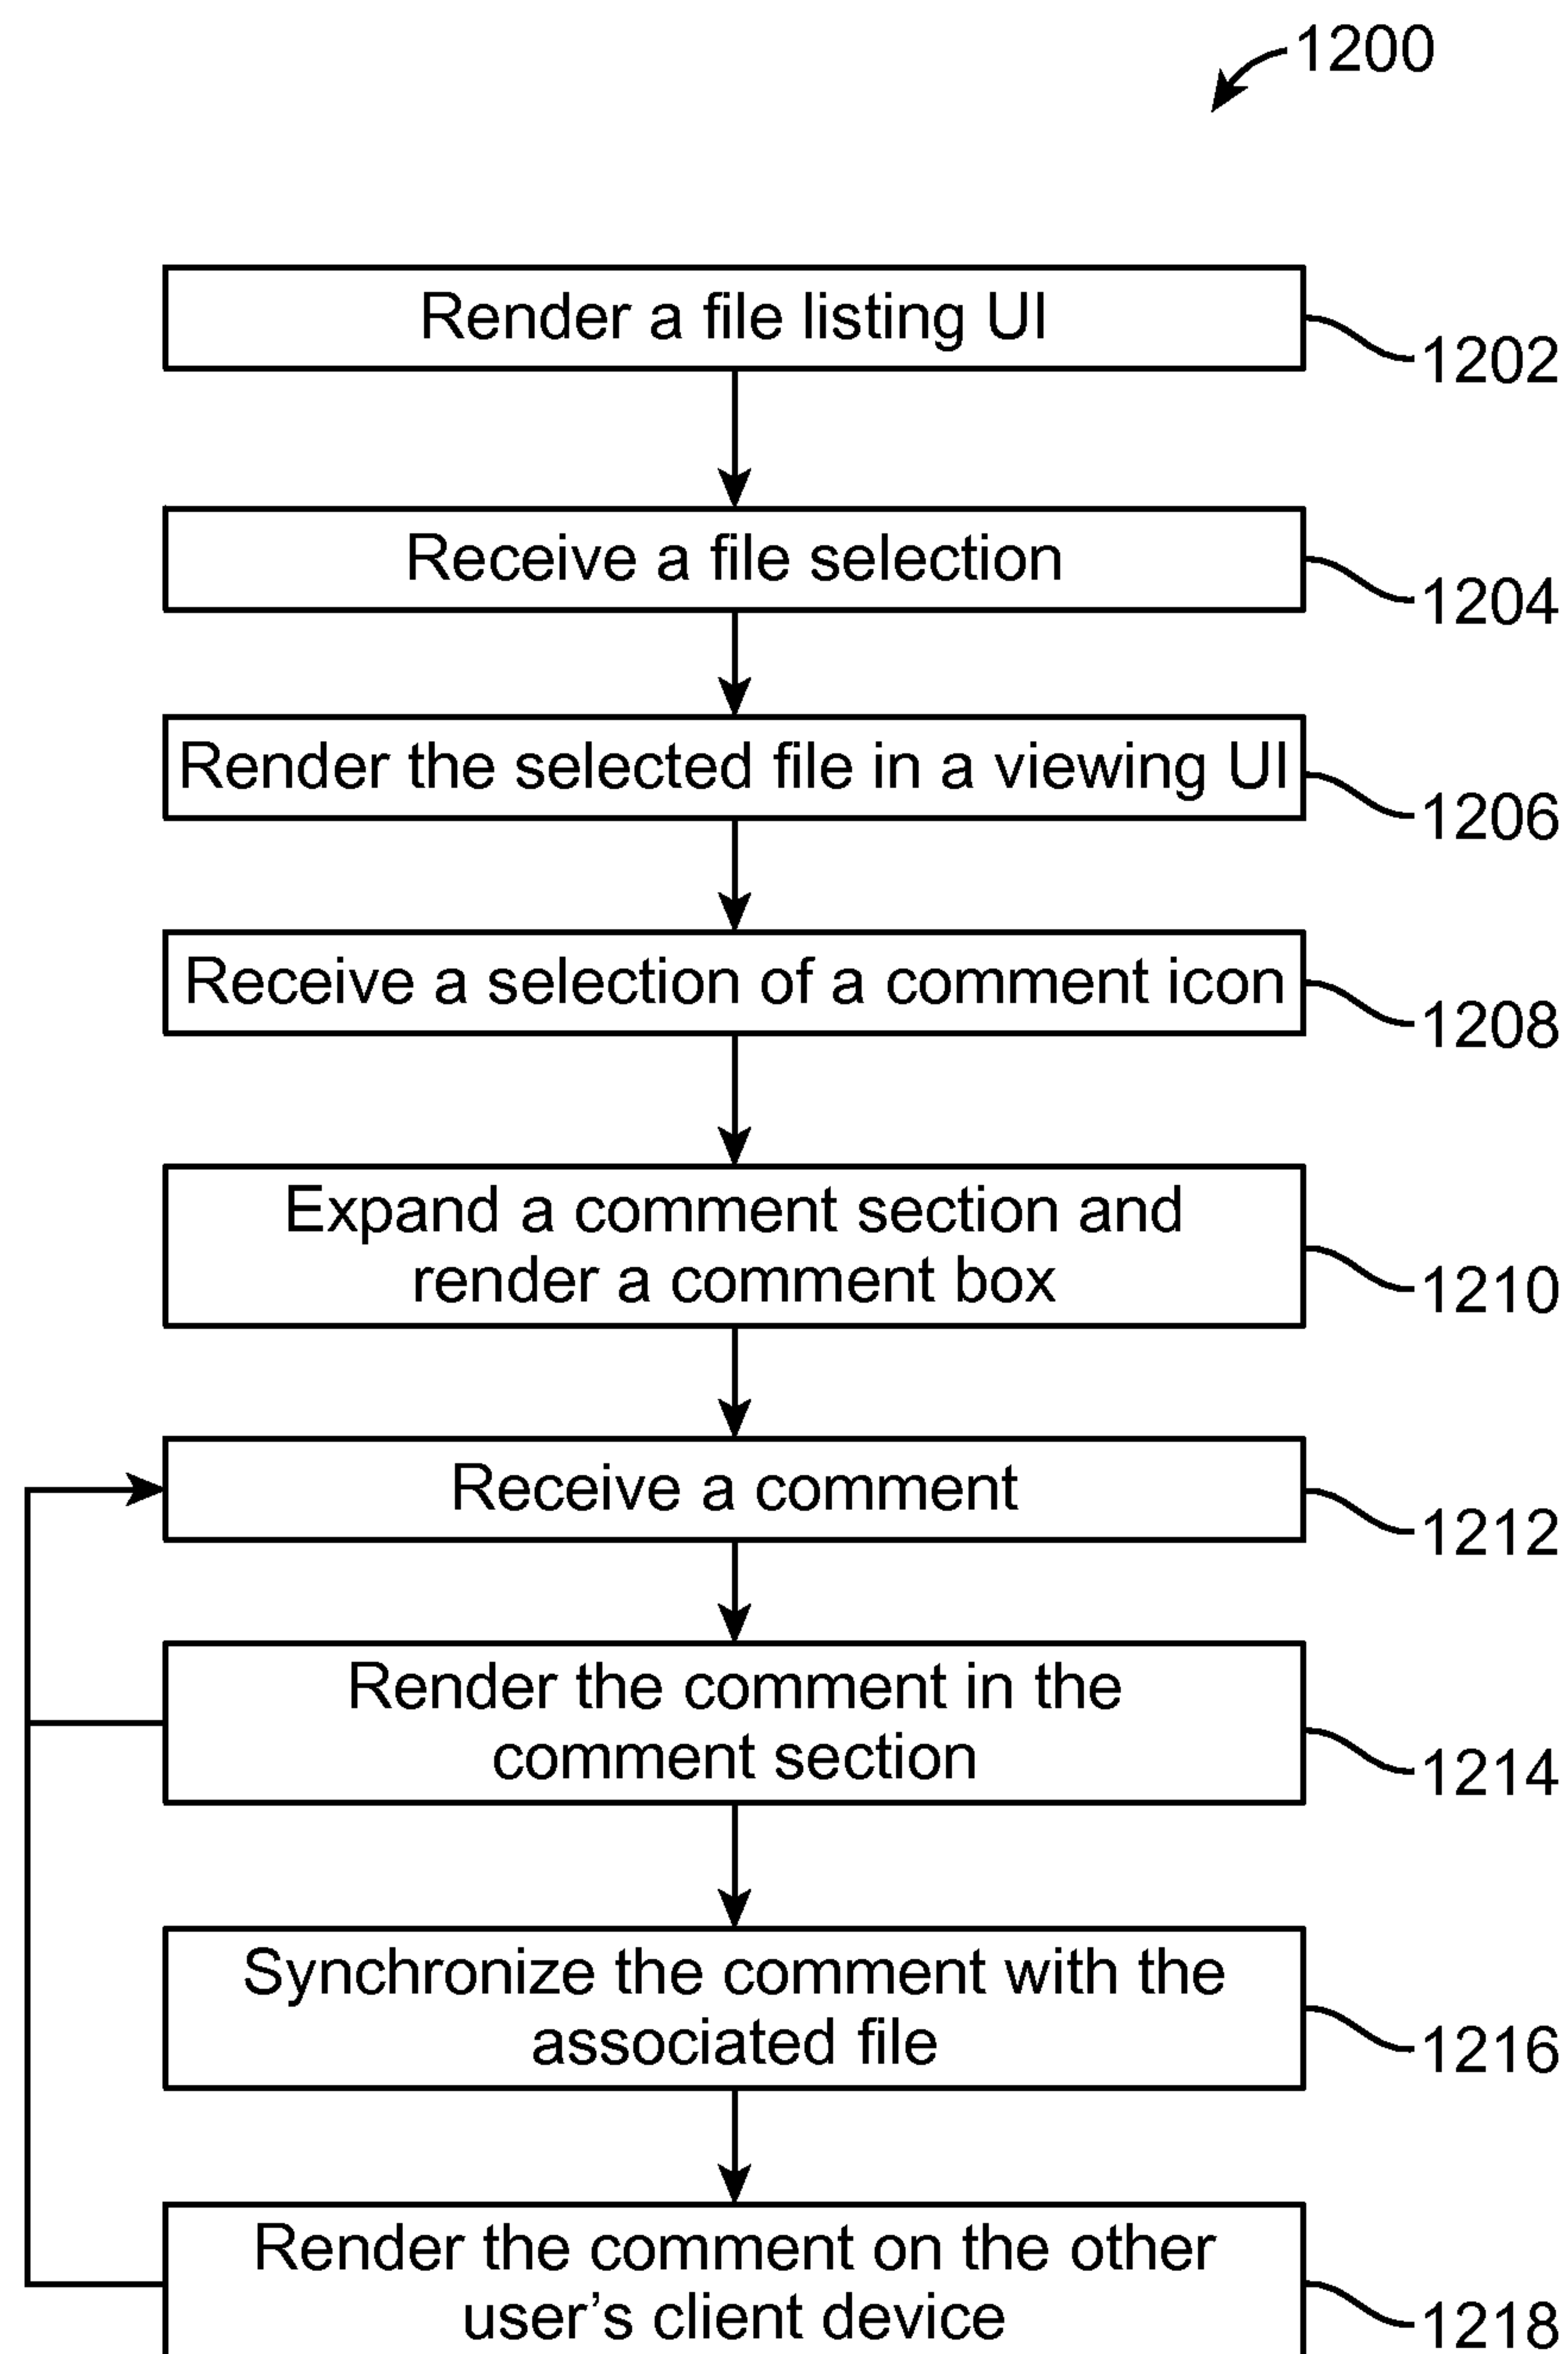 1200
Render a file listing UI
1202
Receive a file selection
1204
Render the selected file in a viewing UI
1206
Receive a selection of a comment icon
1208
Expand a comment section and
render a comment box
1210
Receive a comment
1212
Render the comment in the
comment section
1214
Synchronize the comment with the
associated file
1216
Render the comment on the other
user’s client device
1218